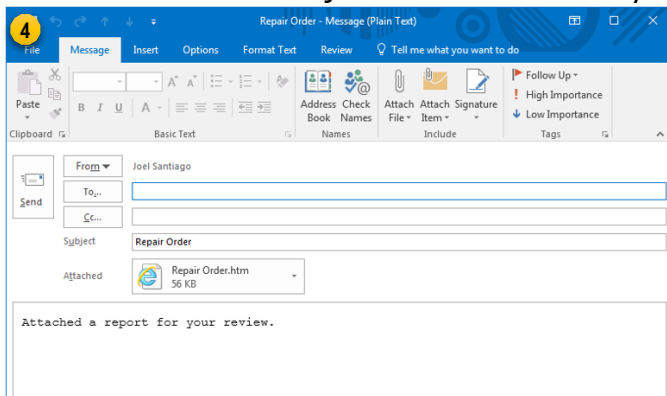 4
Repair Order - Message (Plain Text)
File Message Insert Options Format Text Review Tell me what you want to do
Paste
B I U A
Address Book
Check Names
Attach File
Attach Item
Signature
Follow Up
High Importance
Low Importance
Clipboard Basic Text Names Include Tags
From Joel Santiago
To...
Send
Cc...
Subject Repair Order
Attached Repair Order.htm
56 KB
Attached a report for your review.